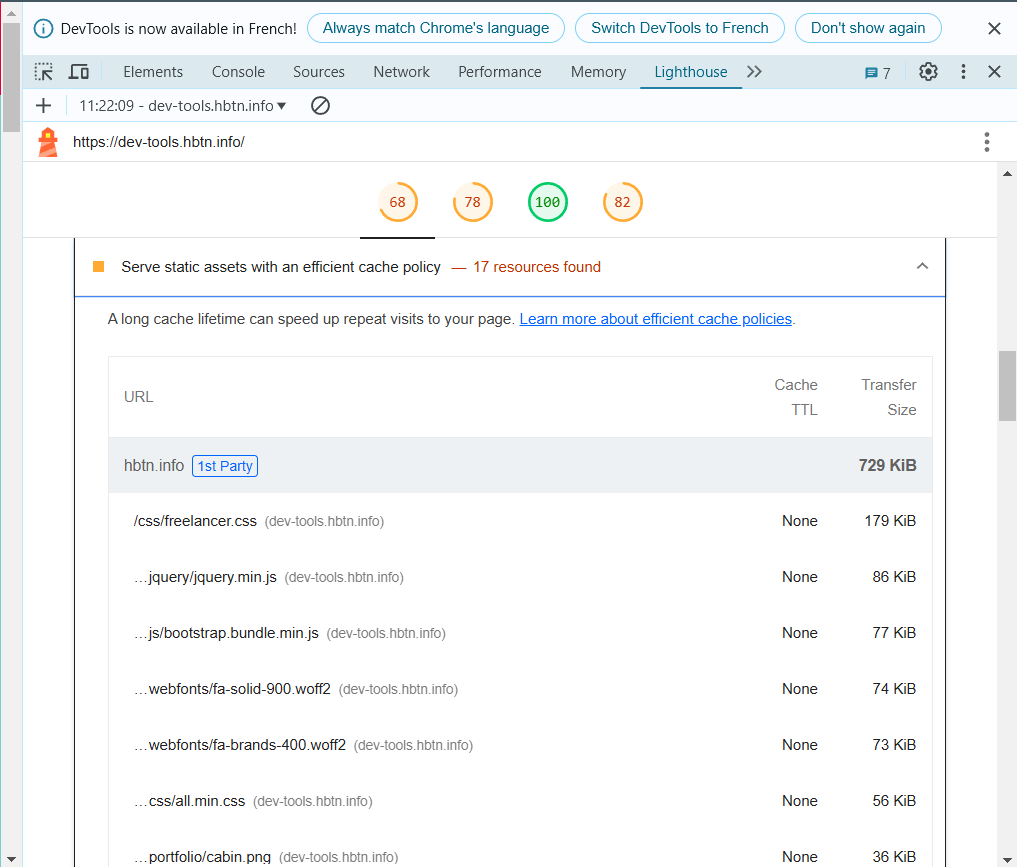 DevTools is now available in French! Always match Chrome's language Switch DevTools to French Don't show again
Elements Console Sources Network Performance Memory Lighthouse 7
11:22:09 - dev-tools.hbtn.info
https://dev-tools.hbtn.info/
68 78 100 82
Serve static assets with an efficient cache policy — 17 resources found
A long cache lifetime can speed up repeat visits to your page. Learn more about efficient cache policies.
URL Cache TTL Transfer Size
hbtn.info 1st Party 729 KiB
/css/freelancer.css (dev-tools.hbtn.info) None 179 KiB
…jquery/jquery.min.js (dev-tools.hbtn.info) None 86 KiB
…js/bootstrap.bundle.min.js (dev-tools.hbtn.info) None 77 KiB
…webfonts/fa-solid-900.woff2 (dev-tools.hbtn.info) None 74 KiB
…webfonts/fa-brands-400.woff2 (dev-tools.hbtn.info) None 73 KiB
…css/all.min.css (dev-tools.hbtn.info) None 56 KiB
…portfolio/cabin.png (dev-tools.hbtn.info) None 36 KiB